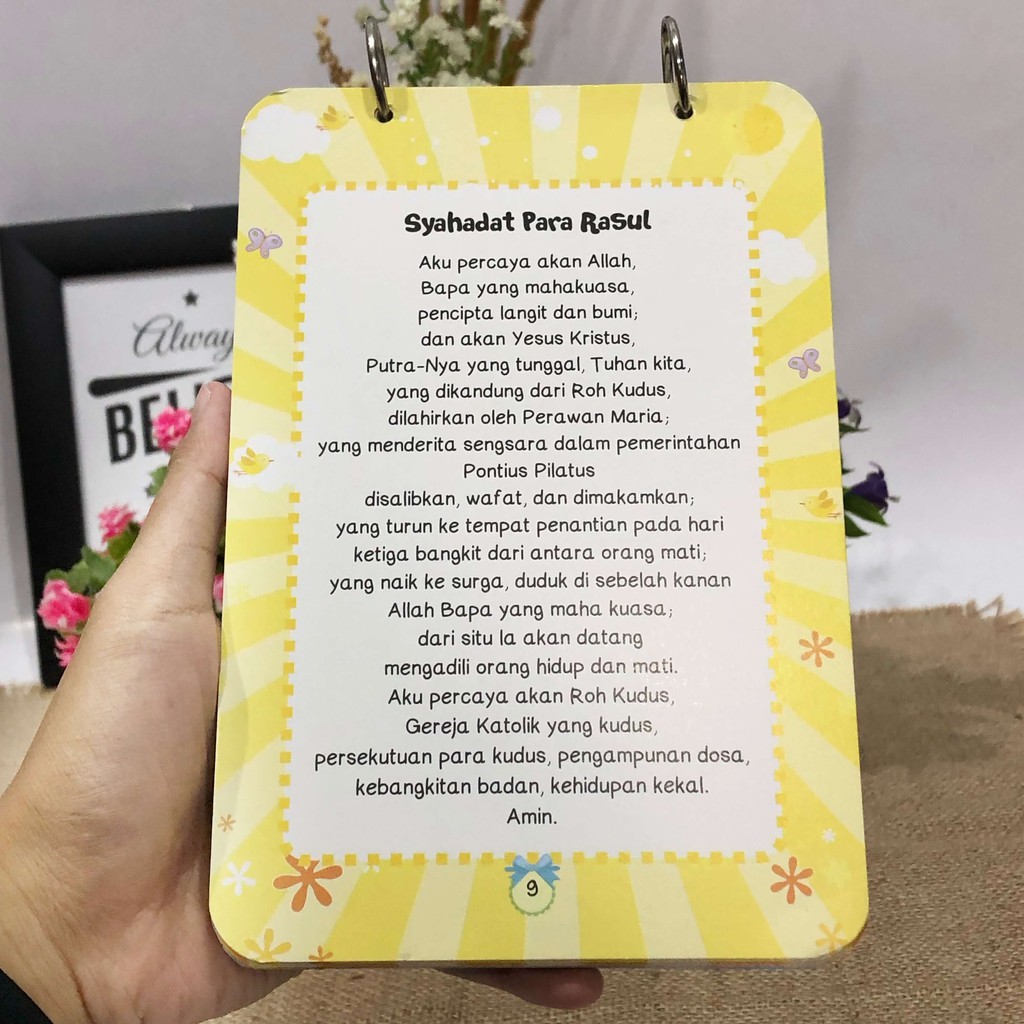 Syahadat Para Rasul
Aku percaya akan Allah,
Bapa yang mahakuasa,
pencipta langit dan bumi;
dan akan Yesus Kristus,
Putra-Nya yang tunggal, Tuhan kita,
yang dikandung dari Roh Kudus,
dilahirkan oleh Perawan Maria;
yang menderita sengsara dalam pemerintahan
Pontius Pilatus
disalibkan, wafat, dan dimakamkan;
yang turun ke tempat penantian pada hari
ketiga bangkit dari antara orang mati;
yang naik ke surga, duduk di sebelah kanan
Allah Bapa yang maha kuasa;
dari situ Ia akan datang
mengadili orang hidup dan mati.
Aku percaya akan Roh Kudus,
Gereja Katolik yang kudus,
persekutuan para kudus, pengampunan dosa,
kebangkitan badan, kehidupan kekal.
Amin.
9